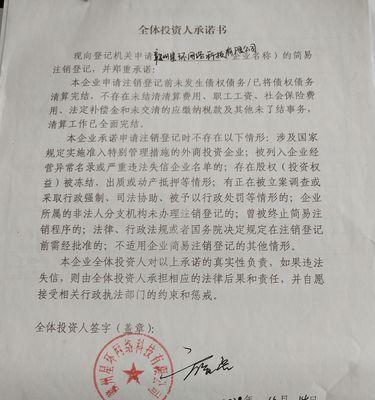 全体投资人承诺书
现向登记机关申请赣州星环网络科技有限公司（企业名称）的简易
注销登记，并郑重承诺：
本企业申请注销登记前未发生债权债务/已将债权债务
清算完结，不存在未结清清算费用、职工工资、社会保险费
用、法定补偿金和未交清的应缴纳税款及其他未了结事务，
清算工作已全面完结。
本企业承诺申请注销登记时不存在以下情形：涉及国家
规定实施准入特别管理措施的外商投资企业；被列入企业经
营异常名录或严重违法失信企业名单的；存在股权（投资权
益）被冻结、出质或动产抵押等情形；有正在被立案调查或
采取行政强制、司法协助、被予以行政处罚等情形的；企业
所属的非法人分支机构未办理注销登记的；曾被终止简易注
销程序的；法律、行政法规或者国务院决定规定在注销登记
前需经批准的；不适用企业简易注销登记的其他情形。
本企业全体投资人对以上承诺的真实性负责，如果违法
失信，则由全体投资人承担相应的法律后果和责任，并自愿
接受相关行政执法部门的约束和惩戒。
全体投资人签字（盖章）：
赣州星环网络科技有限公司